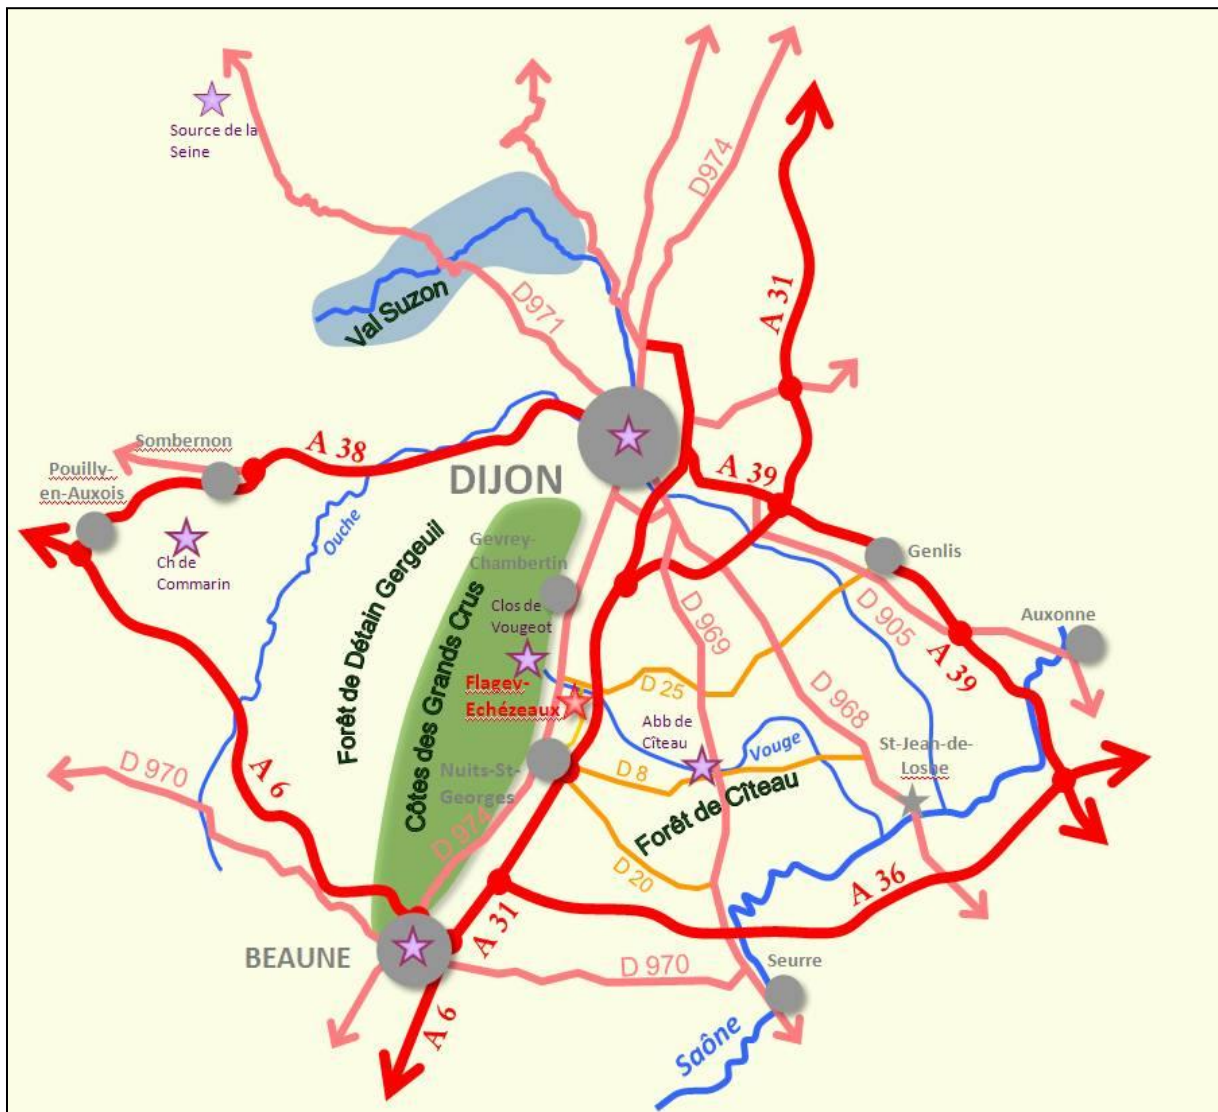 Source de la
Seine
D974
A 31
Val Suzon
D971
Sombernon
A 38
Pouilly-
en-Auxois
DIJON
A 39
Ouche
Ch de
Commarin
Forêt de Détain Gergeuil
Gevrey-
Chambertin
Genlis
Clos de
Vougeot
Côtes des Grands Crus
D 969
D 905
Auxonne
A 39
Flagey-
Echézeaux
D 25
D 968
Abb de
Cîteau
Vouge
St-Jean-de-
Losne
D 970
A 6
Nuits-St-
Georges
D 8
Forêt de Cîteau
D 974
D 20
A 36
A 31
BEAUNE
D 970
Seurre
A 6
Saône